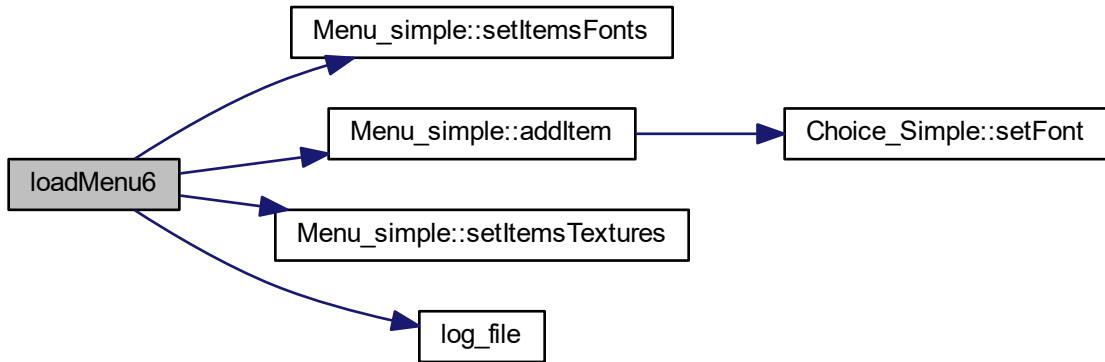 Menu_simple::setItemsFonts
Menu_simple::addItem
Choice_Simple::setFont
loadMenu6
Menu_simple::setItemsTextures
log_file